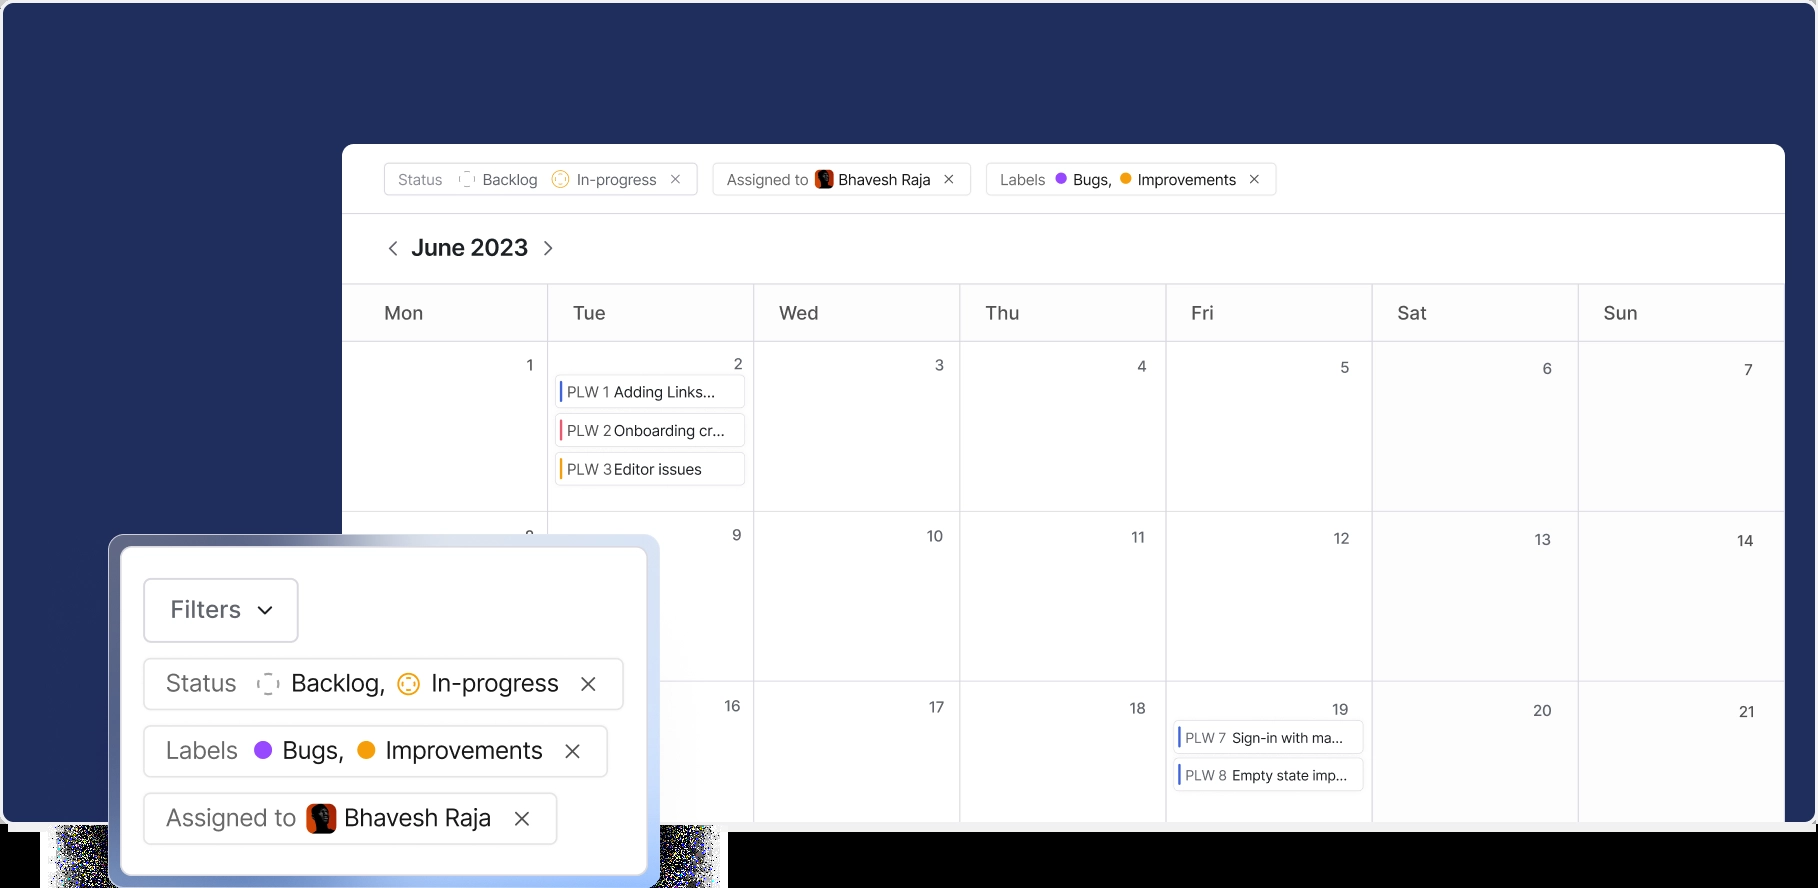 Status Backlog In-progress Assigned to Bhavesh Raja Labels Bugs, Improvements
June 2023
Mon Tue Wed Thu Fri Sat Sun
1 2 3 4 5 6 7
PLW 1 Adding Links...
PLW 2 Onboarding cr...
PLW 3 Editor issues
9 10 11 12 13 14
16 17 18 19 20 21
PLW 7 Sign-in with ma...
PLW 8 Empty state imp...
Filters
Status Backlog, In-progress
Labels Bugs, Improvements
Assigned to Bhavesh Raja